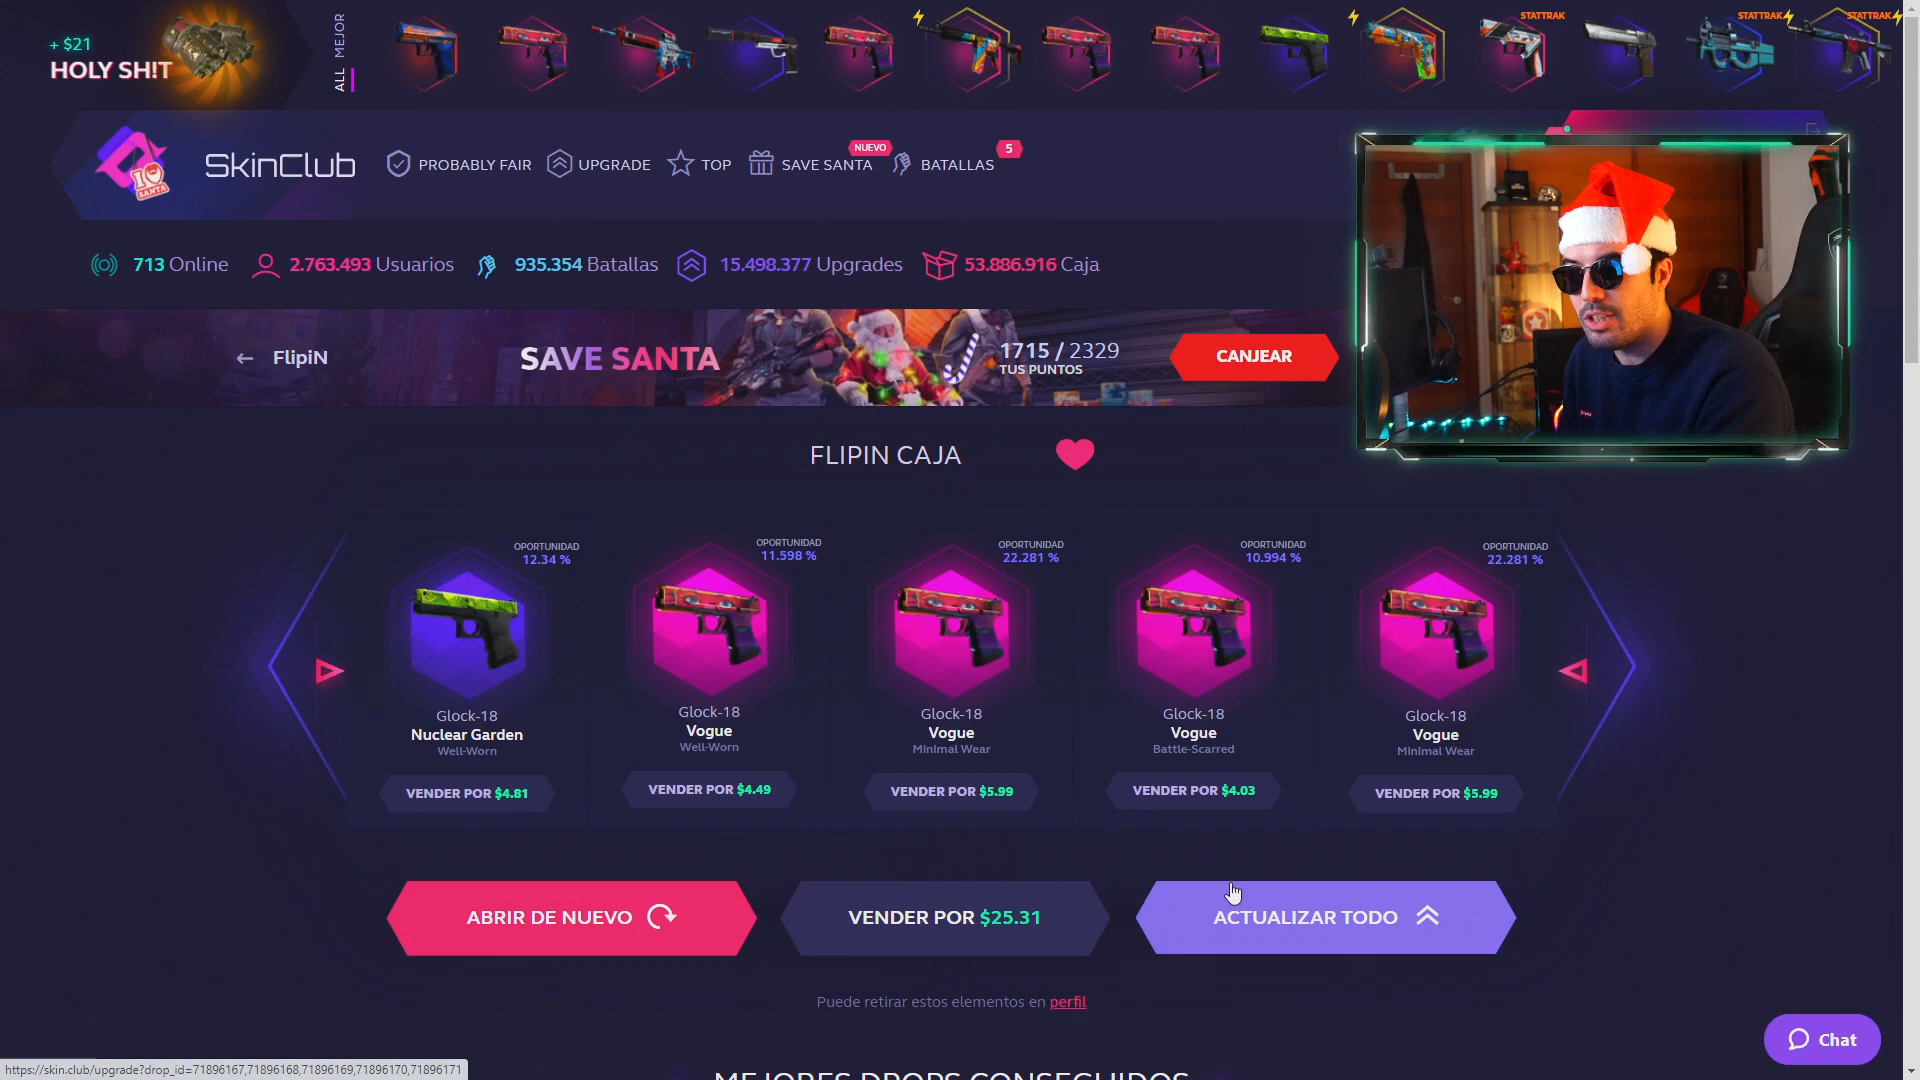 + $21
HOLY SH!T
ALL MEJOR
STATTRAK
STATTRAK
STATTRAK
I
SANTA
SkinClub
PROBABLY FAIR
UPGRADE
TOP
SAVE SANTA
NUEVO
BATALLAS
5
713 Online
2.763.493 Usuarios
935.354 Batallas
15.498.377 Upgrades
53.886.916 Caja
← FlipiN
SAVE SANTA
1715 / 2329
TUS PUNTOS
CANJEAR
FLIPIN CAJA
OPORTUNIDAD
12.34 %
Glock-18
Nuclear Garden
Well-Worn
VENDER POR $4.81
OPORTUNIDAD
11.598 %
Glock-18
Vogue
Well-Worn
VENDER POR $4.49
OPORTUNIDAD
22.281 %
Glock-18
Vogue
Minimal Wear
VENDER POR $5.99
OPORTUNIDAD
10.994 %
Glock-18
Vogue
Battle-Scarred
VENDER POR $4.03
OPORTUNIDAD
22.281 %
Glock-18
Vogue
Minimal Wear
VENDER POR $5.99
ABRIR DE NUEVO
VENDER POR $25.31
ACTUALIZAR TODO
Puede retirar estos elementos en perfil
Chat
https://skin.club/upgrade?drop_id=71896167,71896168,71896169,71896170,71896171
MEJORES DROPS CONSEGUIDOS